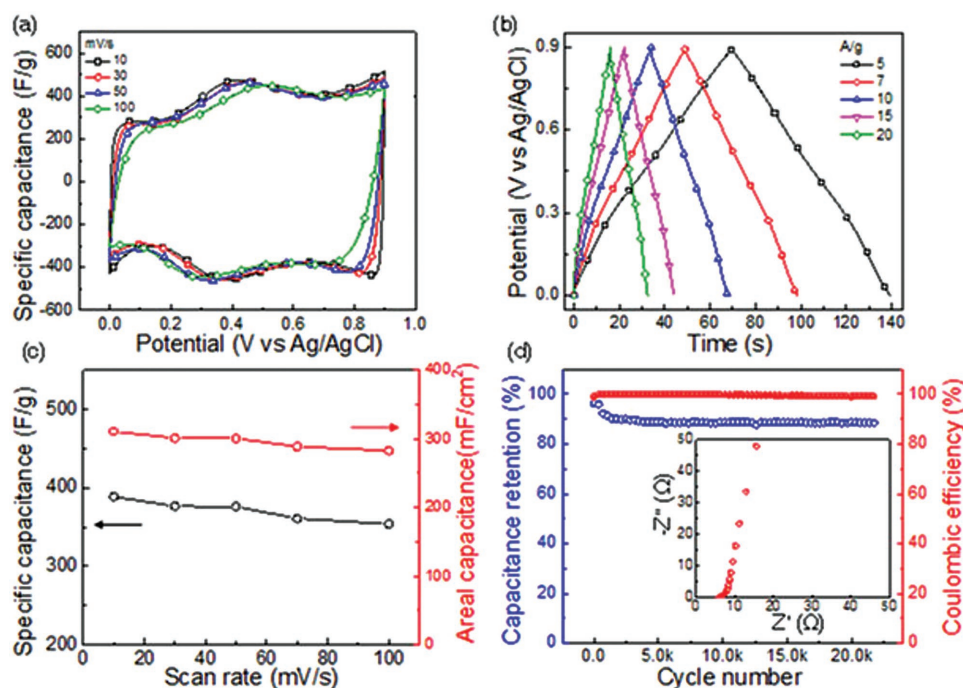 (a)
Specific capacitance (F/g)
600
400
200
0
-200
-400
-600
mV/s
10
30
50
100
0.0 0.2 0.4 0.6 0.8 1.0
Potential (V vs Ag/AgCl)
(b)
Potential (V vs Ag/AgCl)
0.9
0.6
0.3
0.0
A/g
5
7
10
15
20
0 20 40 60 80 100 120 140
Time (s)
(c)
Specific capacitance (F/g)
500
400
300
200
0 20 40 60 80 100
Scan rate (mV/s)
400
300
200
100
0
Areal capacitance(mF/cm²)
(d)
Capacitance retention (%)
100
80
60
40
20
0
-Z'' (Ω)
50
40
30
20
10
0
0 10 20 30 40 50
Z' (Ω)
0.0 5.0k 10.0k 15.0k 20.0k
Cycle number
100
80
60
40
20
0
Coulombic efficiency (%)